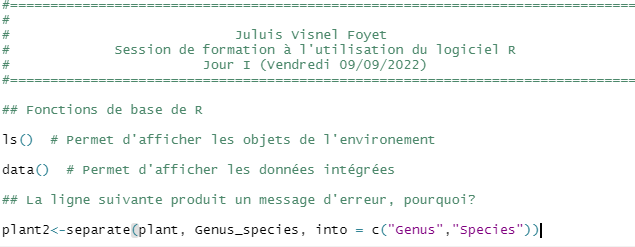 #==============================================================================
#
# Juluis Visnel Foyet
# Session de formation à l'utilisation du logiciel R
# Jour I (Vendredi 09/09/2022)
#==============================================================================
## Fonctions de base de R
ls() # Permet d'afficher les objets de l'environement
data() # Permet d'afficher les données intégrées
## La ligne suivante produit un message d'erreur, pourquoi?
plant2<-separate(plant, Genus_species, into = c("Genus","Species"))